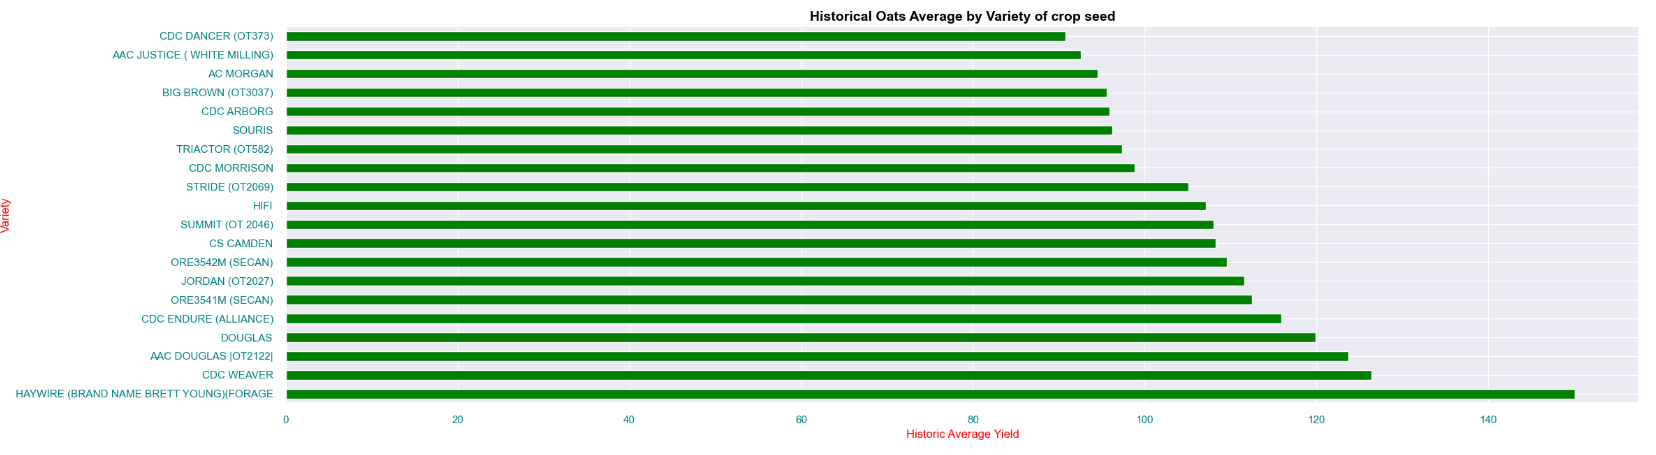 Historical Oats Average by Variety of crop seed
CDC DANCER (OT373)
AAC JUSTICE ( WHITE MILLING)
AC MORGAN
BIG BROWN (OT3037)
CDC ARBORG
SOURIS
TRIACTOR (OT582)
CDC MORRISON
STRIDE (OT2069)
HIFI
SUMMIT (OT 2046)
CS CAMDEN
ORE3542M (SECAN)
JORDAN (OT2027)
ORE3541M (SECAN)
CDC ENDURE (ALLIANCE)
DOUGLAS
AAC DOUGLAS |OT2122|
CDC WEAVER
HAYWIRE (BRAND NAME BRETT YOUNG)(FORAGE
Variety
0 20 40 60 80 100 120 140
Historic Average Yield